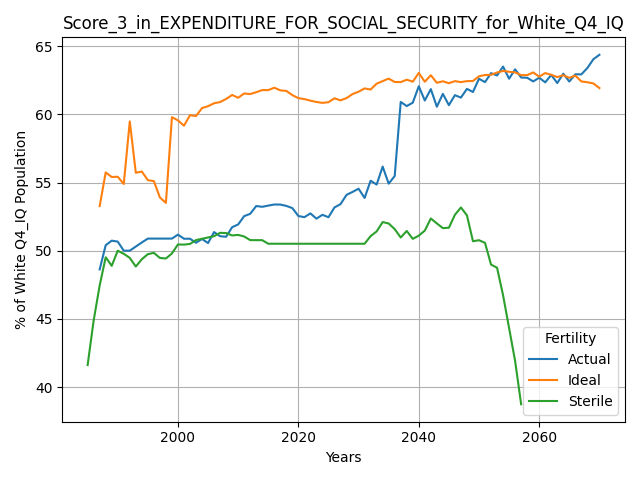 Score_3_in_EXPENDITURE_FOR_SOCIAL_SECURITY_for_White_Q4_IQ
% of White Q4_IQ Population
65
60
55
50
45
40
2000
2020
2040
2060
Years
Fertility
Actual
Ideal
Sterile